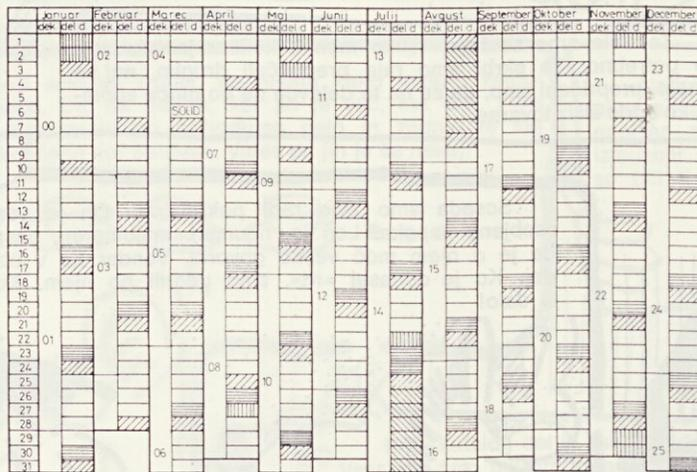 Januar Februar Marec April Maj Junij Julij Avgust September Oktober November December
dek del d dek del d dek del d dek del d dek del d dek del d dek del d dek del d dek del d dek del d dek del d dek del d
1
2 02 04 13
3 23
4 21
5 11
6 SOLID
7 00
8 19
9 07
10 17
11 09
12
13
14
15
16 05
17 03 15
18
19 12 22
20 14 24
21
22 01 20
23
24 08
25 10
26
27 18
28
29
30 06 16 25
31